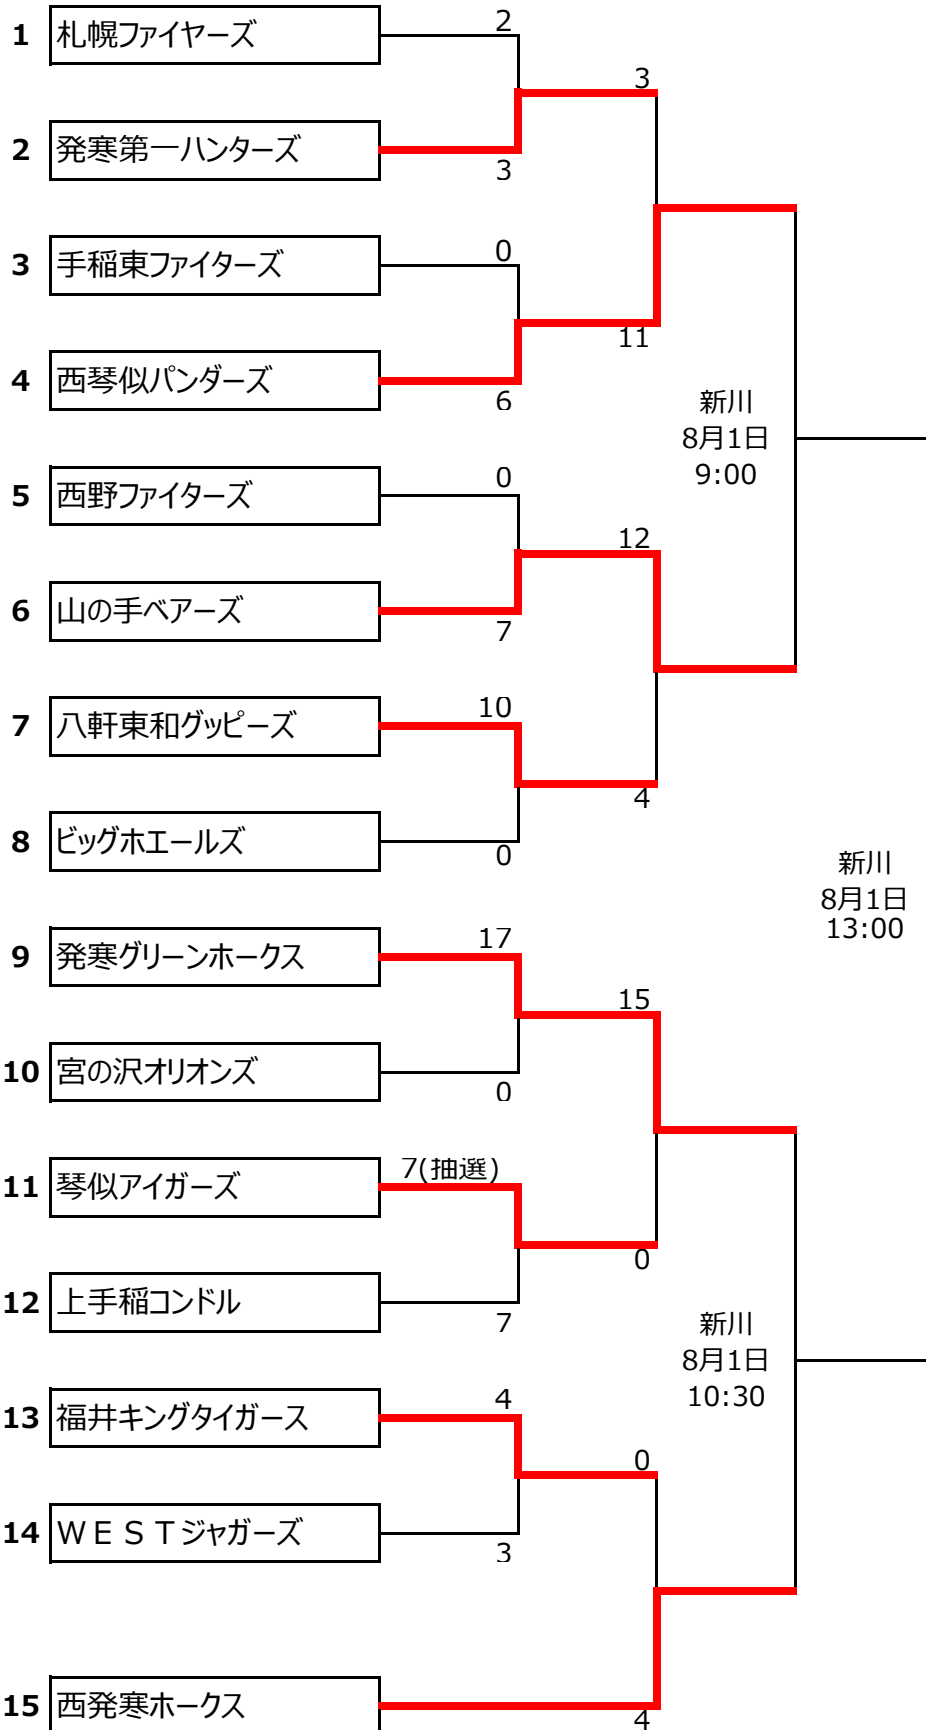 2
1 札幌ファイヤーズ
3
2 発寒第一ハンターズ
3
0
3 手稲東ファイターズ
11
4 西琴似パンダーズ
6
新川
8月1日
9:00
0
5 西野ファイターズ
12
6 山の手ベアーズ
7
10
7 八軒東和グッピーズ
4
8 ビッグホエールズ
0
新川
8月1日
13:00
17
9 発寒グリーンホークス
15
10 宮の沢オリオンズ
0
7(抽選)
11 琴似アイガーズ
0
12 上手稲コンドル
7
新川
8月1日
10:30
4
13 福井キングタイガース
0
14 ＷＥＳＴジャガーズ
3
15 西発寒ホークス
4